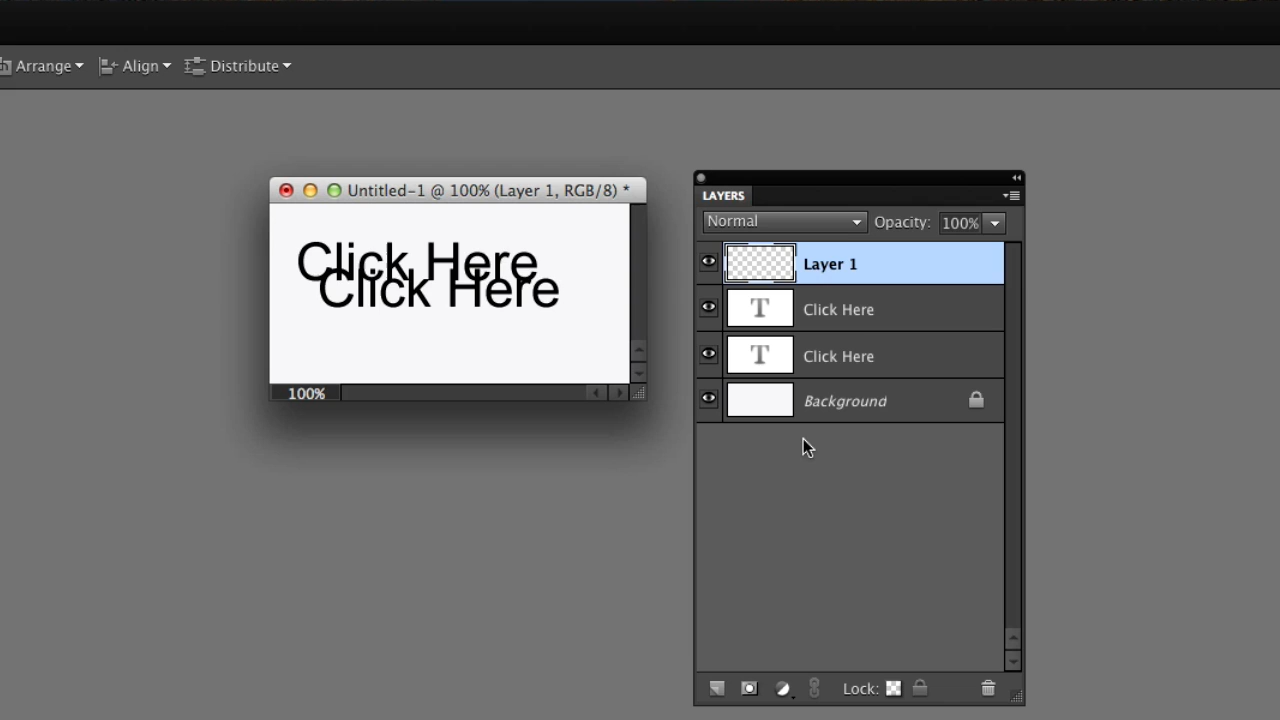 Arrange Align Distribute
Untitled-1 @ 100% (Layer 1, RGB/8) *
Click Here
Click Here
100%
LAYERS
Normal Opacity: 100%
Layer 1
T Click Here
T Click Here
Background
Lock: